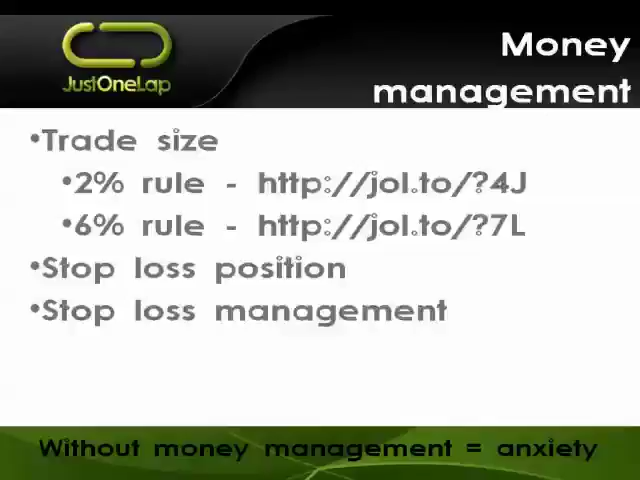 JustOneLap
Money
management
•Trade size
•2% rule - http://jol.to/?4J
•6% rule - http://jol.to/?7L
•Stop loss position
•Stop loss management
Without money management = anxiety